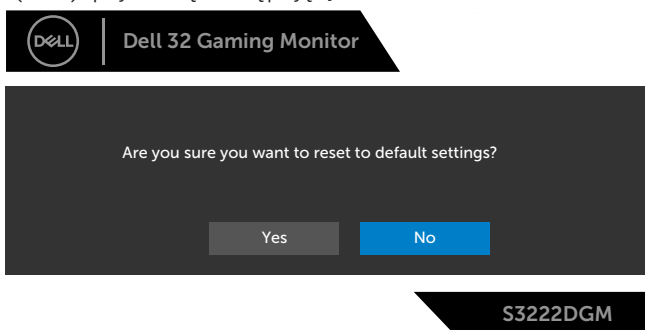 DELL
Dell 32 Gaming Monitor
Are you sure you want to reset to default settings?
Yes
No
S3222DGM